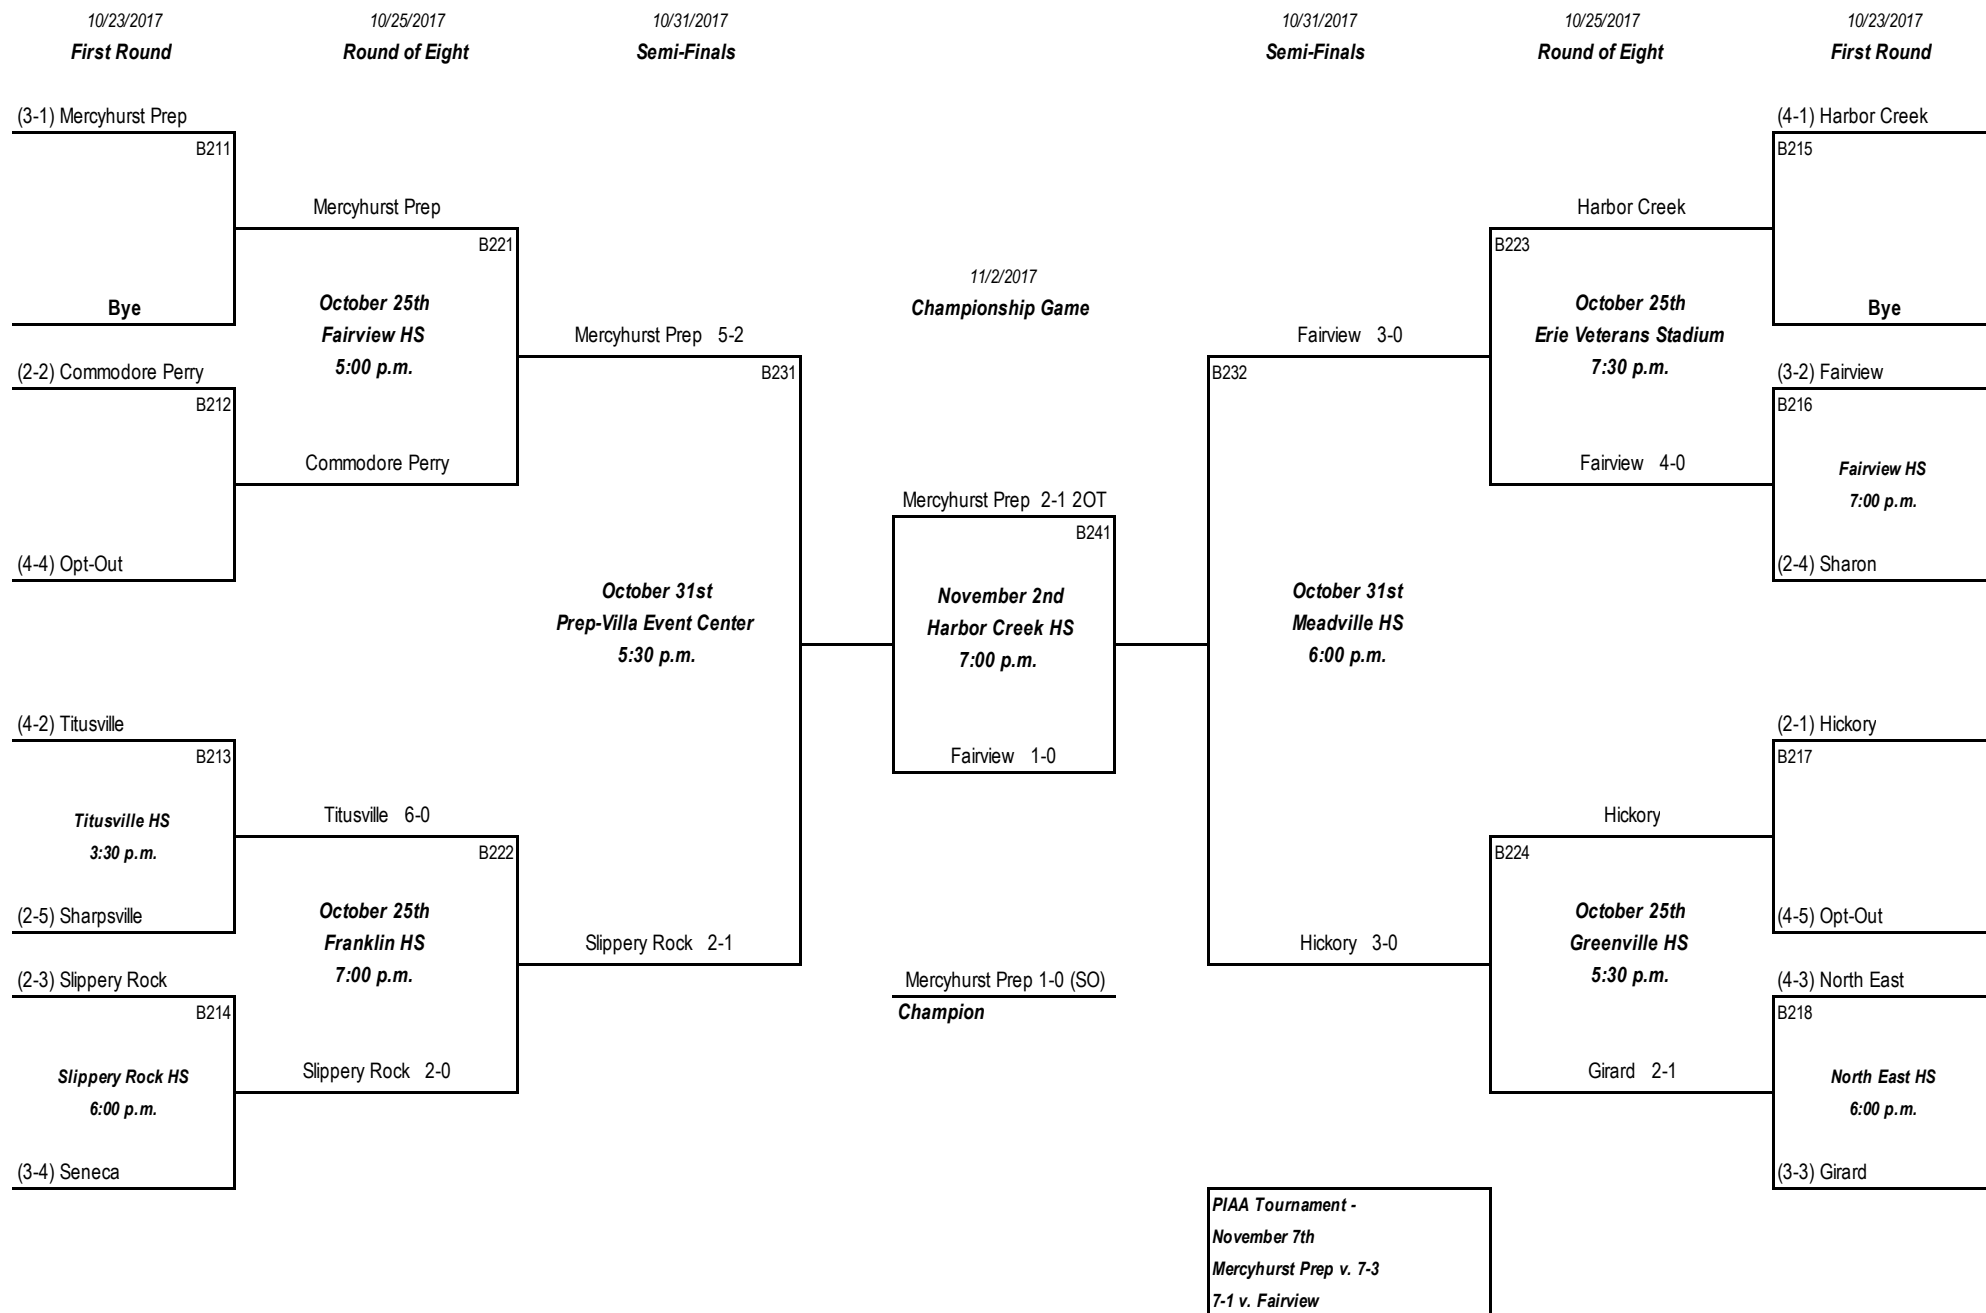 10/23/2017
First Round
10/25/2017
Round of Eight
10/31/2017
Semi-Finals
10/31/2017
Semi-Finals
10/25/2017
Round of Eight
10/23/2017
First Round
(3-1) Mercyhurst Prep
B211
Bye
(2-2) Commodore Perry
B212
(4-4) Opt-Out
(4-2) Titusville
B213
Titusville HS
3:30 p.m.
(2-5) Sharpsville
(2-3) Slippery Rock
B214
Slippery Rock HS
6:00 p.m.
(3-4) Seneca
Mercyhurst Prep
B221
October 25th
Fairview HS
5:00 p.m.
Commodore Perry
Titusville 6-0
B222
October 25th
Franklin HS
7:00 p.m.
Slippery Rock 2-0
Mercyhurst Prep 5-2
B231
October 31st
Prep-Villa Event Center
5:30 p.m.
Slippery Rock 2-1
11/2/2017
Championship Game
Mercyhurst Prep 2-1 2OT
B241
November 2nd
Harbor Creek HS
7:00 p.m.
Fairview 1-0
Mercyhurst Prep 1-0 (SO)
Champion
Fairview 3-0
B232
October 31st
Meadville HS
6:00 p.m.
Hickory 3-0
Harbor Creek
B223
October 25th
Erie Veterans Stadium
7:30 p.m.
Fairview 4-0
Hickory
B224
October 25th
Greenville HS
5:30 p.m.
Girard 2-1
(4-1) Harbor Creek
B215
Bye
(3-2) Fairview
B216
Fairview HS
7:00 p.m.
(2-4) Sharon
(2-1) Hickory
B217
(4-5) Opt-Out
(4-3) North East
B218
North East HS
6:00 p.m.
(3-3) Girard
PIAA Tournament -
November 7th
Mercyhurst Prep v. 7-3
7-1 v. Fairview